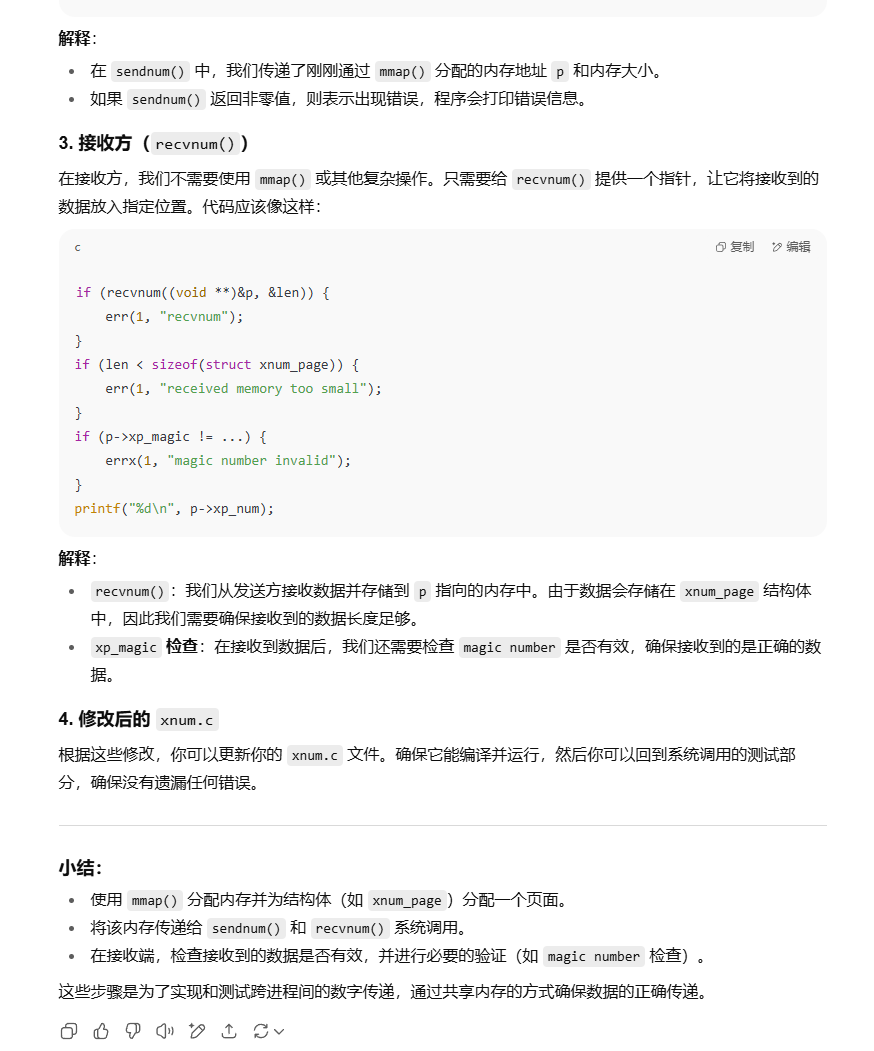 解释：
在 sendnum() 中，我们传递了刚刚通过 mmap() 分配的内存地址 p 和内存大小。
如果 sendnum() 返回非零值，则表示出现错误，程序会打印错误信息。
3. 接收方（recvnum()）
在接收方，我们不需要使用 mmap() 或其他复杂操作。只需要给 recvnum() 提供一个指针，让它将接收到的
数据放入指定位置。代码应该像这样：
c 复制 编辑
if (recvnum((void **)&p, &len)) {
    err(1, "recvnum");
}
if (len < sizeof(struct xnum_page)) {
    err(1, "received memory too small");
}
if (p->xp_magic != ...) {
    errx(1, "magic number invalid");
}
printf("%d\n", p->xp_num);
解释：
recvnum()：我们从发送方接收数据并存储到 p 指向的内存中。由于数据会存储在 xnum_page 结构体
中，因此我们需要确保接收到的数据长度足够。
xp_magic 检查：在接收到数据后，我们还需要检查 magic number 是否有效，确保接收到的是正确的数
据。
4. 修改后的 xnum.c
根据这些修改，你可以更新你的 xnum.c 文件。确保它能编译并运行，然后你可以回到系统调用的测试部
分，确保没有遗漏任何错误。
小结：
使用 mmap() 分配内存并为结构体（如 xnum_page）分配一个页面。
将该内存传递给 sendnum() 和 recvnum() 系统调用。
在接收端，检查接收到的数据是否有效，并进行必要的验证（如 magic number 检查）。
这些步骤是为了实现和测试跨进程间的数字传递，通过共享内存的方式确保数据的正确传递。